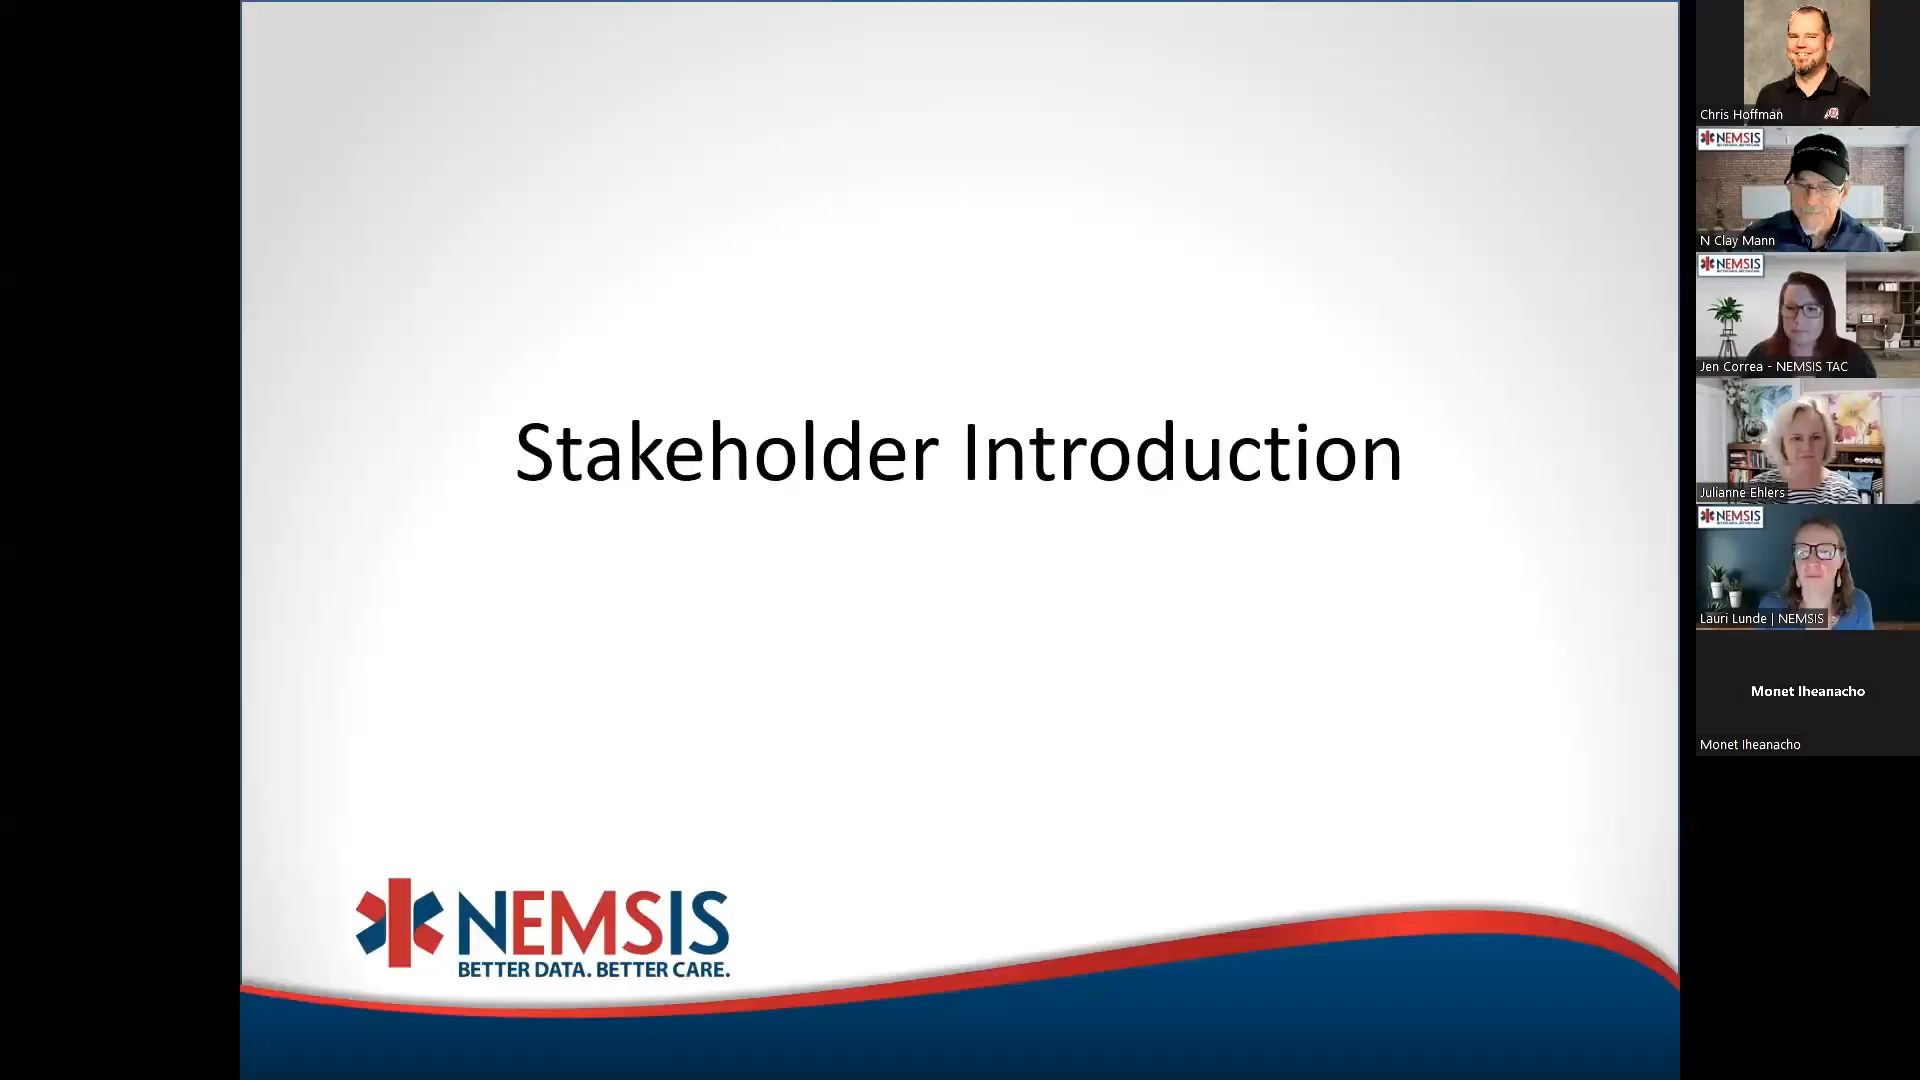 Stakeholder Introduction
NEMSIS
BETTER DATA. BETTER CARE.
Chris Hoffman
NEMSIS
N Clay Mann
NEMSIS
Jen Correa - NEMSIS TAC
Julianne Ehlers
NEMSIS
Lauri Lunde | NEMSIS
Monet Iheanacho
Monet Iheanacho